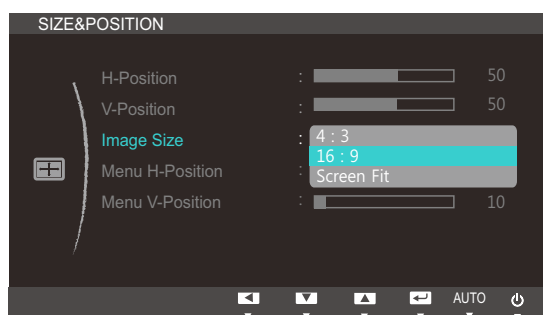 SIZE&POSITION
H-Position : 50
V-Position : 50
Image Size : 4 : 3
16 : 9
Menu H-Position :
Screen Fit
Menu V-Position : 10
AUTO